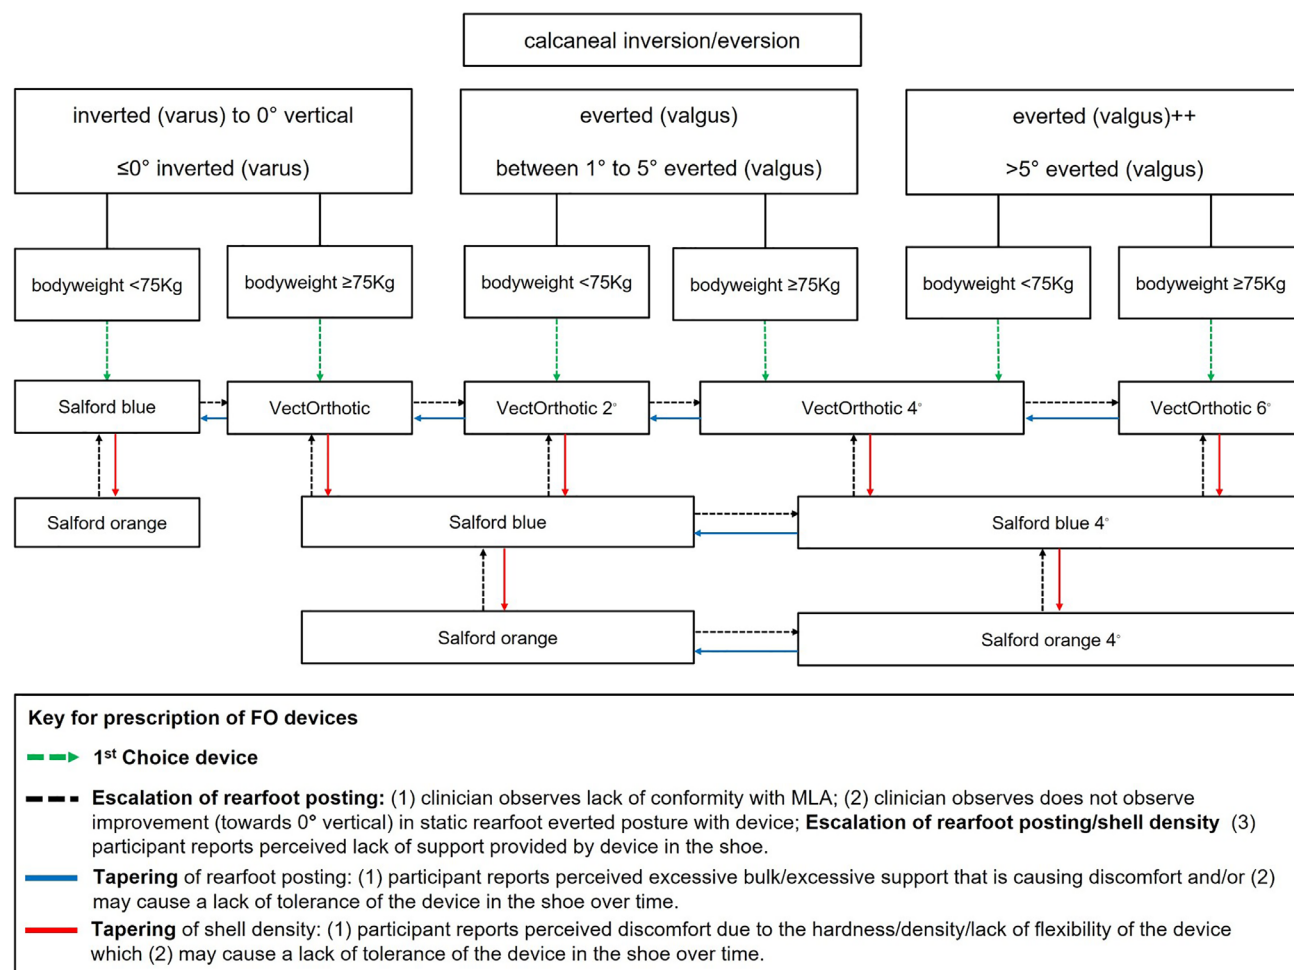 calcaneal inversion/eversion
inverted (varus) to 0° vertical
≤0° inverted (varus)
everted (valgus)
between 1° to 5° everted (valgus)
everted (valgus)++
>5° everted (valgus)
bodyweight <75Kg
bodyweight ≥75Kg
bodyweight <75Kg
bodyweight ≥75Kg
bodyweight <75Kg
bodyweight ≥75Kg
Salford blue
VectOrthotic
VectOrthotic 2°
VectOrthotic 4°
VectOrthotic 6°
Salford orange
Salford blue
Salford blue 4°
Salford orange
Salford orange 4°
Key for prescription of FO devices
1st Choice device
Escalation of rearfoot posting: (1) clinician observes lack of conformity with MLA; (2) clinician observes does not observe
improvement (towards 0° vertical) in static rearfoot everted posture with device; Escalation of rearfoot posting/shell density (3)
participant reports perceived lack of support provided by device in the shoe.
Tapering of rearfoot posting: (1) participant reports perceived excessive bulk/excessive support that is causing discomfort and/or (2)
may cause a lack of tolerance of the device in the shoe over time.
Tapering of shell density: (1) participant reports perceived discomfort due to the hardness/density/lack of flexibility of the device
which (2) may cause a lack of tolerance of the device in the shoe over time.